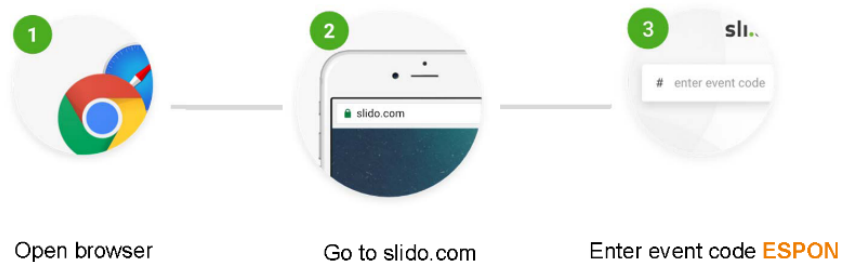 1
2
3
sli..
slido.com
# enter event code
Open browser
Go to slido.com
Enter event code ESPON